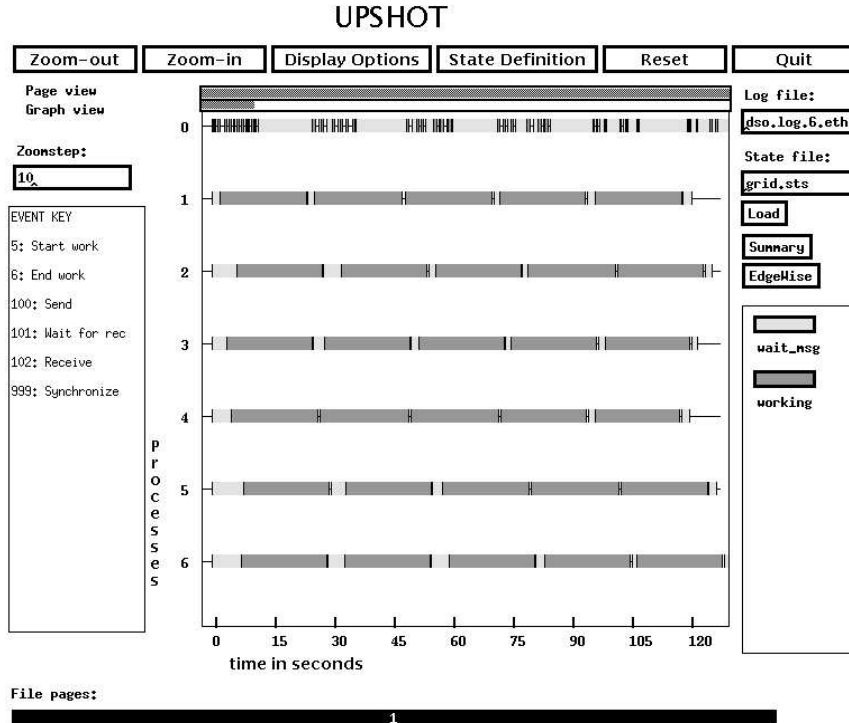 UPSHOT
Zoom-out Zoom-in Display Options State Definition Reset Quit
Page view
Graph view
Zoomstep:
10
EVENT KEY
5: Start work
6: End work
100: Send
101: Wait for rec
102: Receive
999: Synchronize
Processes
0
1
2
3
4
5
6
0 15 30 45 60 75 90 105 120
time in seconds
Log file:
dso.log.6.eth
State file:
grid.sts
Load
Summary
EdgeWise
wait_msg
working
File pages:
1